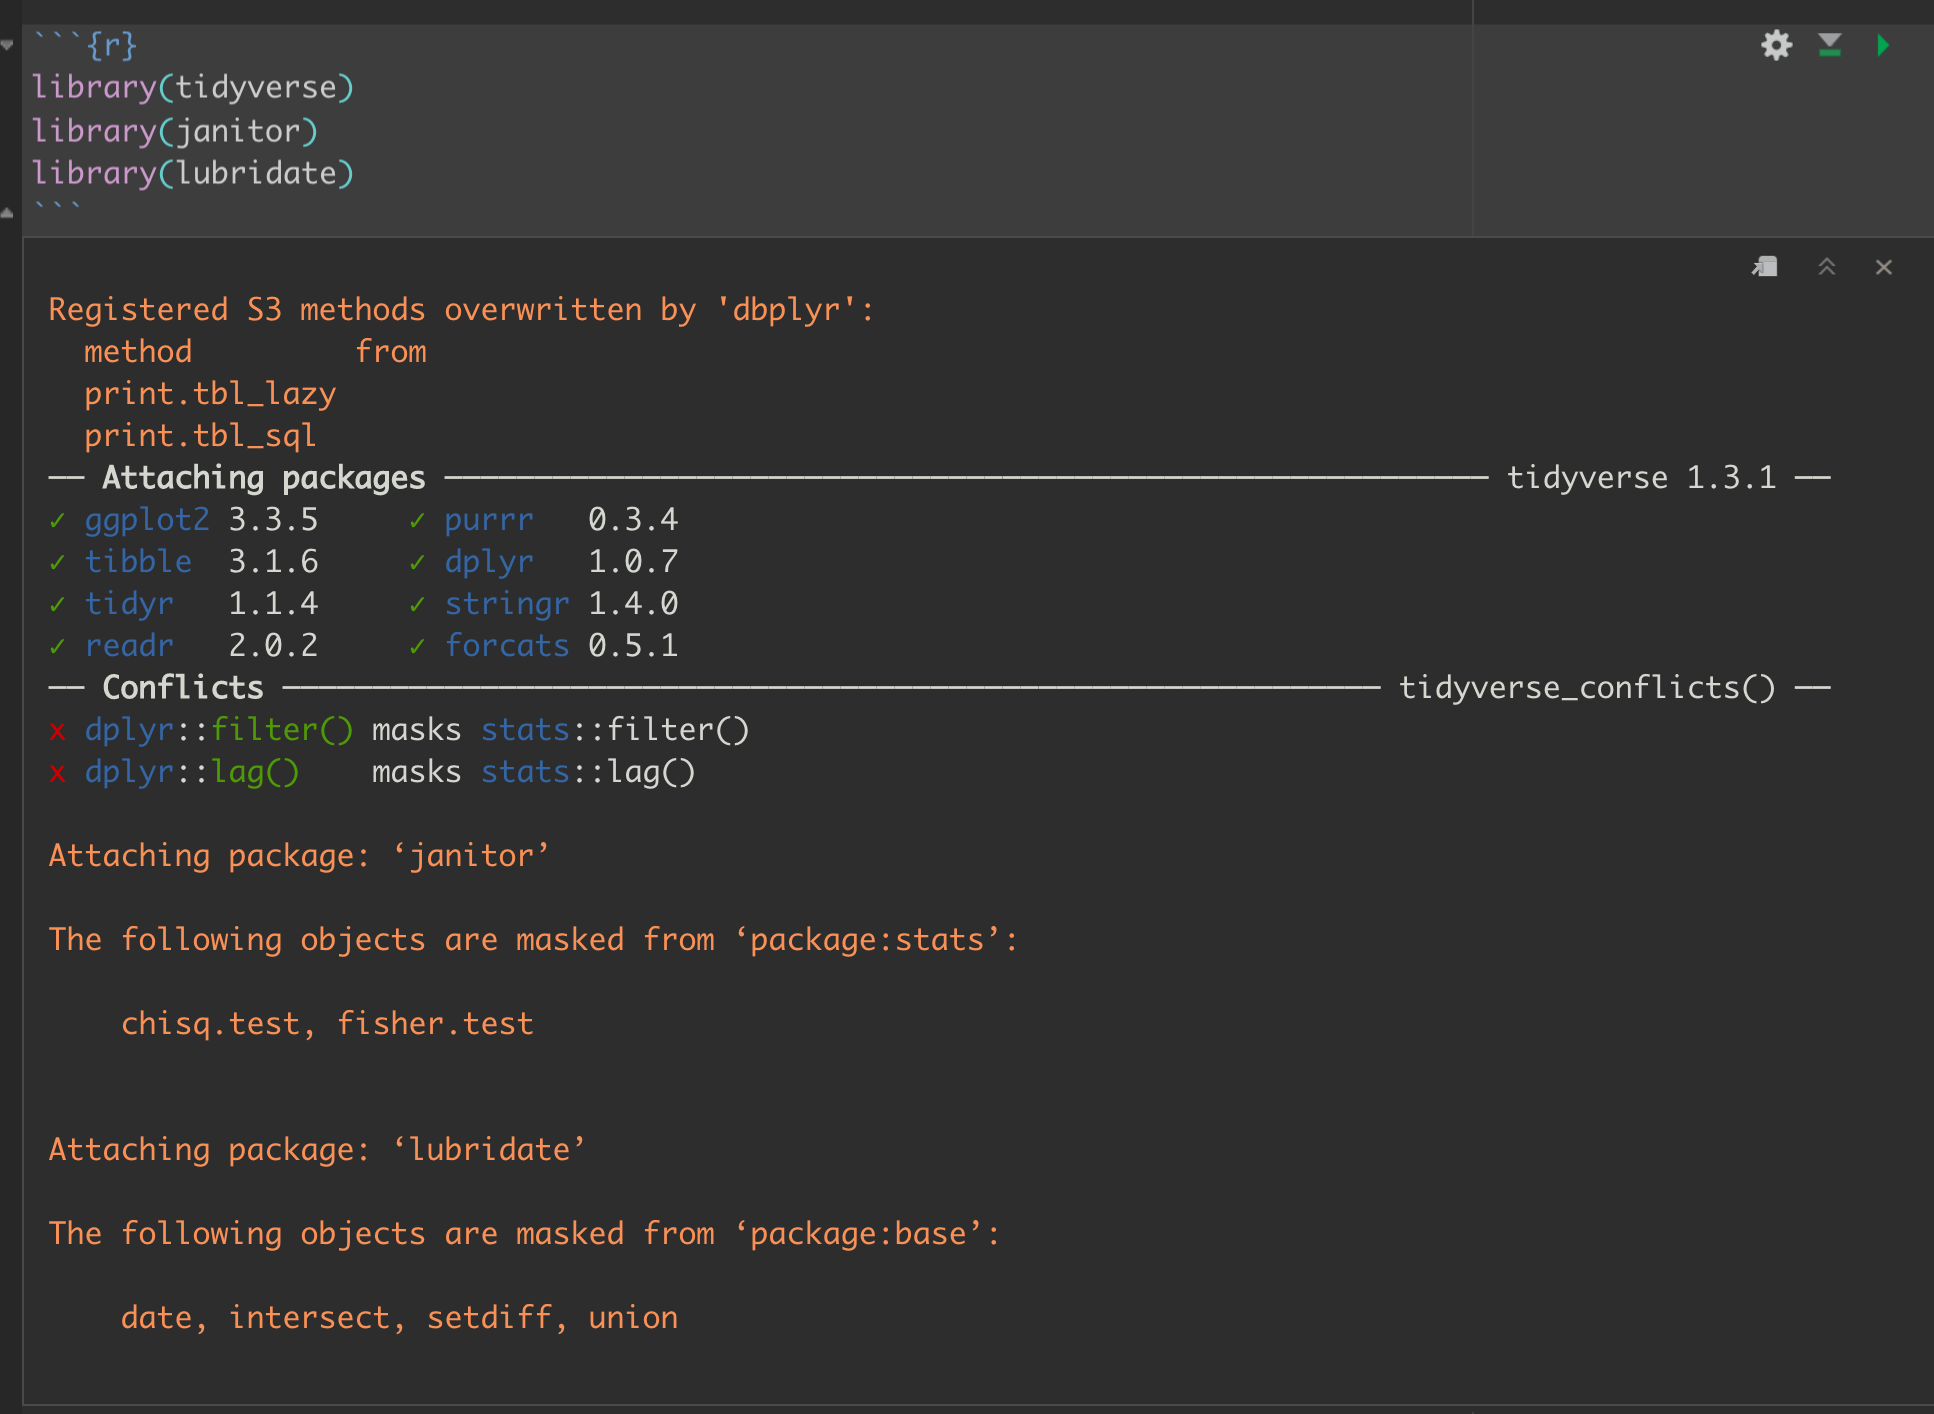 ```{r}
library(tidyverse)
library(janitor)
library(lubridate)
```
Registered S3 methods overwritten by 'dbplyr':
  method         from
  print.tbl_lazy
  print.tbl_sql
── Attaching packages ────────────────────────────────────────────────────────── tidyverse 1.3.1 ──
✓ ggplot2 3.3.5     ✓ purrr   0.3.4
✓ tibble  3.1.6     ✓ dplyr   1.0.7
✓ tidyr   1.1.4     ✓ stringr 1.4.0
✓ readr   2.0.2     ✓ forcats 0.5.1
── Conflicts ───────────────────────────────────────────────────────────── tidyverse_conflicts() ──
x dplyr::filter() masks stats::filter()
x dplyr::lag()    masks stats::lag()
Attaching package: ‘janitor’
The following objects are masked from ‘package:stats’:
    chisq.test, fisher.test
Attaching package: ‘lubridate’
The following objects are masked from ‘package:base’:
    date, intersect, setdiff, union